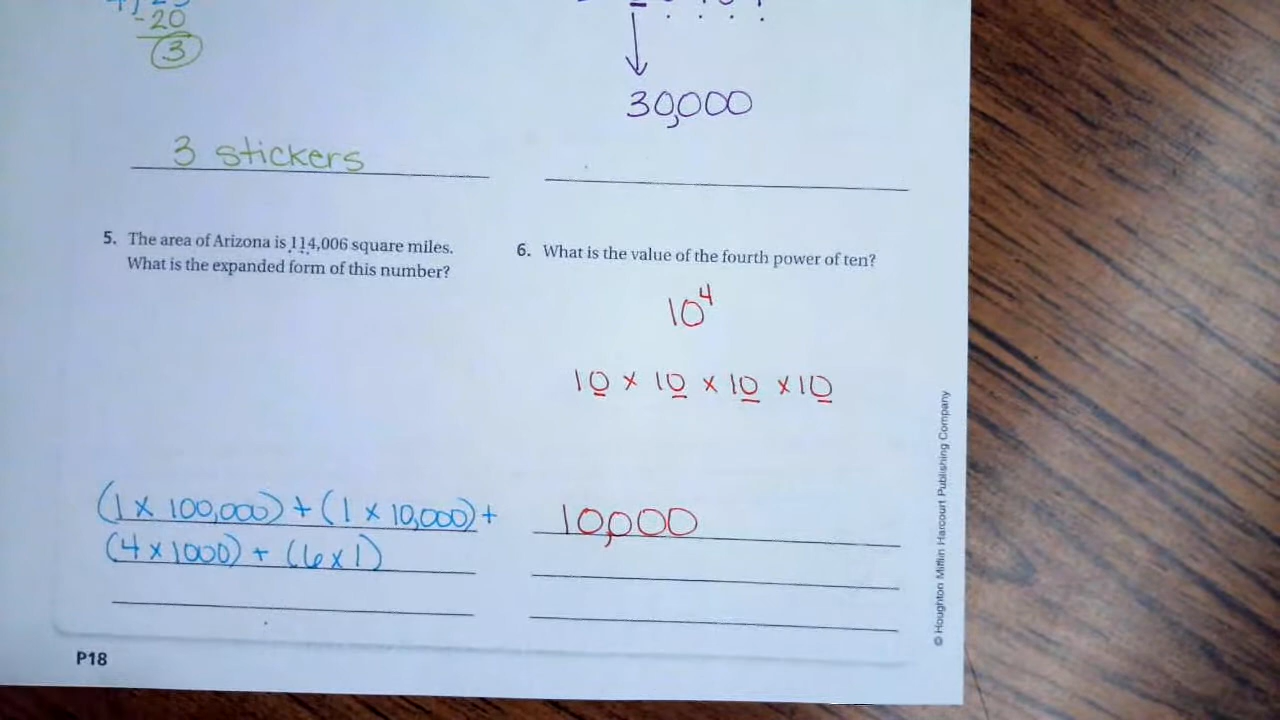 -20
3
30,000
3 stickers
5. The area of Arizona is 114,006 square miles.
What is the expanded form of this number?
(1 x 100,000) + (1 x 10,000) +
(4 x 1000) + (6 x 1)
6. What is the value of the fourth power of ten?
10⁴
10 x 10 x 10 x 10
10,000
P18
© Houghton Mifflin Harcourt Publishing Company